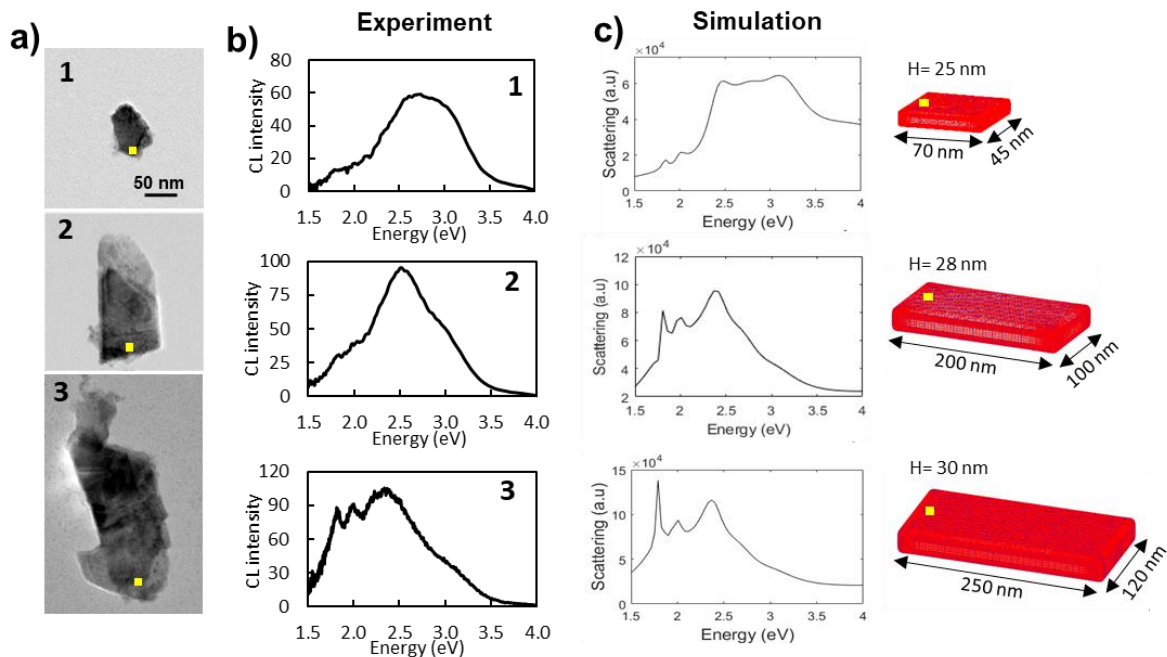 a)
1
50 nm
2
3
b)
Experiment
CL intensity
80
60
40
20
0
1
1.5 2.0 2.5 3.0 3.5 4.0
Energy (eV)
CL intensity
100
75
50
25
0
2
1.5 2.0 2.5 3.0 3.5 4.0
Energy (eV)
CL intensity
120
90
60
30
0
3
1.5 2.0 2.5 3.0 3.5 4.0
Energy (eV)
c)
Simulation
×10⁴
Scattering (a.u)
6
4
2
0
1.5 2 2.5 3 3.5 4
Energy (eV)
H= 25 nm
70 nm
45 nm
×10⁴
Scattering (a.u)
12
10
8
6
4
2
1.5 2 2.5 3 3.5 4
Energy (eV)
H= 28 nm
200 nm
100 nm
×10⁴
Scattering (a.u)
15
10
5
0
1.5 2 2.5 3 3.5 4
Energy (eV)
H= 30 nm
250 nm
120 nm